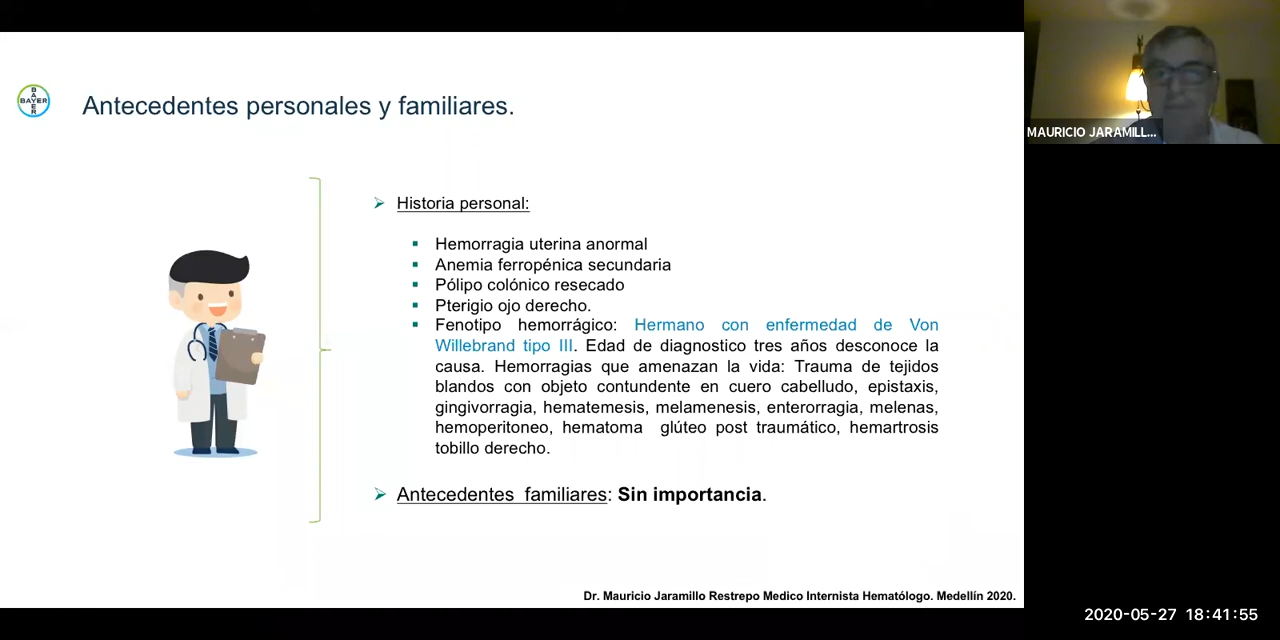 BAYER
BAYER
Antecedentes personales y familiares.
MAURICIO JARAMILL...
Historia personal:
Hemorragia uterina anormal
Anemia ferropénica secundaria
Pólipo colónico resecado
Pterigio ojo derecho.
Fenotipo hemorrágico: Hermano con enfermedad de Von
Willebrand tipo III. Edad de diagnostico tres años desconoce la
causa. Hemorragias que amenazan la vida: Trauma de tejidos
blandos con objeto contundente en cuero cabelludo, epistaxis,
gingivorragia, hematemesis, melamenesis, enterorragia, melenas,
hemoperitoneo, hematoma glúteo post traumático, hemartrosis
tobillo derecho.
Antecedentes familiares: Sin importancia.
Dr. Mauricio Jaramillo Restrepo Medico Internista Hematólogo. Medellín 2020.
2020-05-27 18:41:55